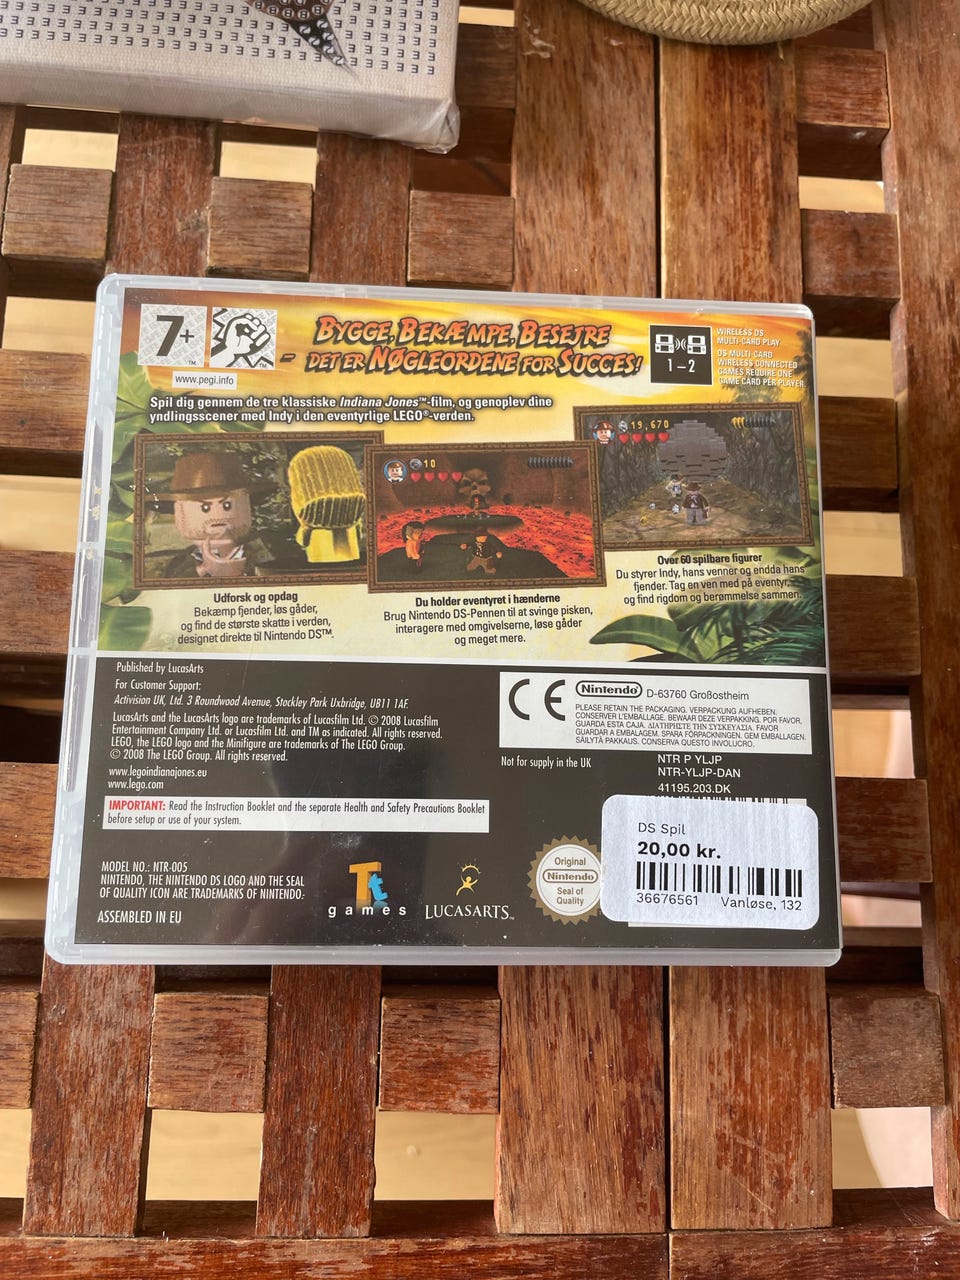 7+
www.pegi.info
BYGGE, BEKÆMPE, BESEJRE
- DET ER NØGLEORDENE FOR SUCCES!
1-2
WIRELESS DS
MULTI-CARD PLAY
DS MULTI-CARD
WIRELESS CONNECTED
GAMES REQUIRE ONE
GAME CARD PER PLAYER
Spil dig gennem de tre klassiske Indiana Jones™-film, og genoplev dine
yndlingsscener med Indy i den eventyrlige LEGO®-verden.
10
19,670
Udforsk og opdag
Bekæmp fjender, løs gåder,
og find de største skatte i verden,
designet direkte til Nintendo DS™.
Du holder eventyret i hænderne
Brug Nintendo DS-Pennen til at svinge pisken,
interagere med omgivelserne, løse gåder
og meget mere.
Over 60 spilbare figurer
Du styrer Indy, hans venner og endda hans
fjender. Tag en ven med på eventyr,
og find rigdom og berømmelse sammen.
Published by LucasArts
For Customer Support:
Activision UK, Ltd. 3 Roundwood Avenue, Stockley Park Uxbridge, UB11 1AF.
LucasArts and the LucasArts logo are trademarks of Lucasfilm Ltd. © 2008 Lucasfilm
Entertainment Company Ltd. or Lucasfilm Ltd. and TM as indicated. All rights reserved.
LEGO, the LEGO logo and the Minifigure are trademarks of The LEGO Group.
© 2008 The LEGO Group. All rights reserved.
www.legoindianajones.eu
www.lego.com
IMPORTANT: Read the Instruction Booklet and the separate Health and Safety Precautions Booklet
before setup or use of your system.
CE
Nintendo D-63760 Großostheim
PLEASE RETAIN THE PACKAGING. VERPACKUNG AUFHEBEN.
CONSERVER L'EMBALLAGE. BEWAAR DEZE VERPAKKING. POR FAVOR,
GUARDA ESTA CAJA. ΔΙΑΤΗΡΗΣΤΕ ΤΗΝ ΣΥΣΚΕΥΑΣΙΑ. FAVOR
GUARDAR A EMBALAGEM. SPARA FÖRPACKNINGEN. GEM EMBALLAGEN.
SÄILYTÄ PAKKAUS. CONSERVA QUESTO INVOLUCRO.
Not for supply in the UK
NTR P YLJP
NTR-YLJP-DAN
41195.203.DK
MODEL NO.: NTR-005
NINTENDO, THE NINTENDO DS LOGO AND THE SEAL
OF QUALITY ICON ARE TRADEMARKS OF NINTENDO.
ASSEMBLED IN EU
Tt
games
LUCASARTS™
Original
Nintendo
Seal of
Quality
DS Spil
20,00 kr.
36676561 Vanløse, 132